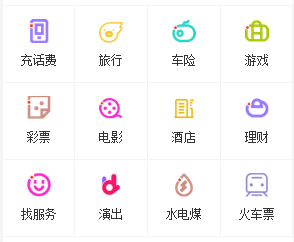 充话费 旅行 车险 游戏
彩票 电影 酒店 理财
找服务 演出 水电煤 火车票